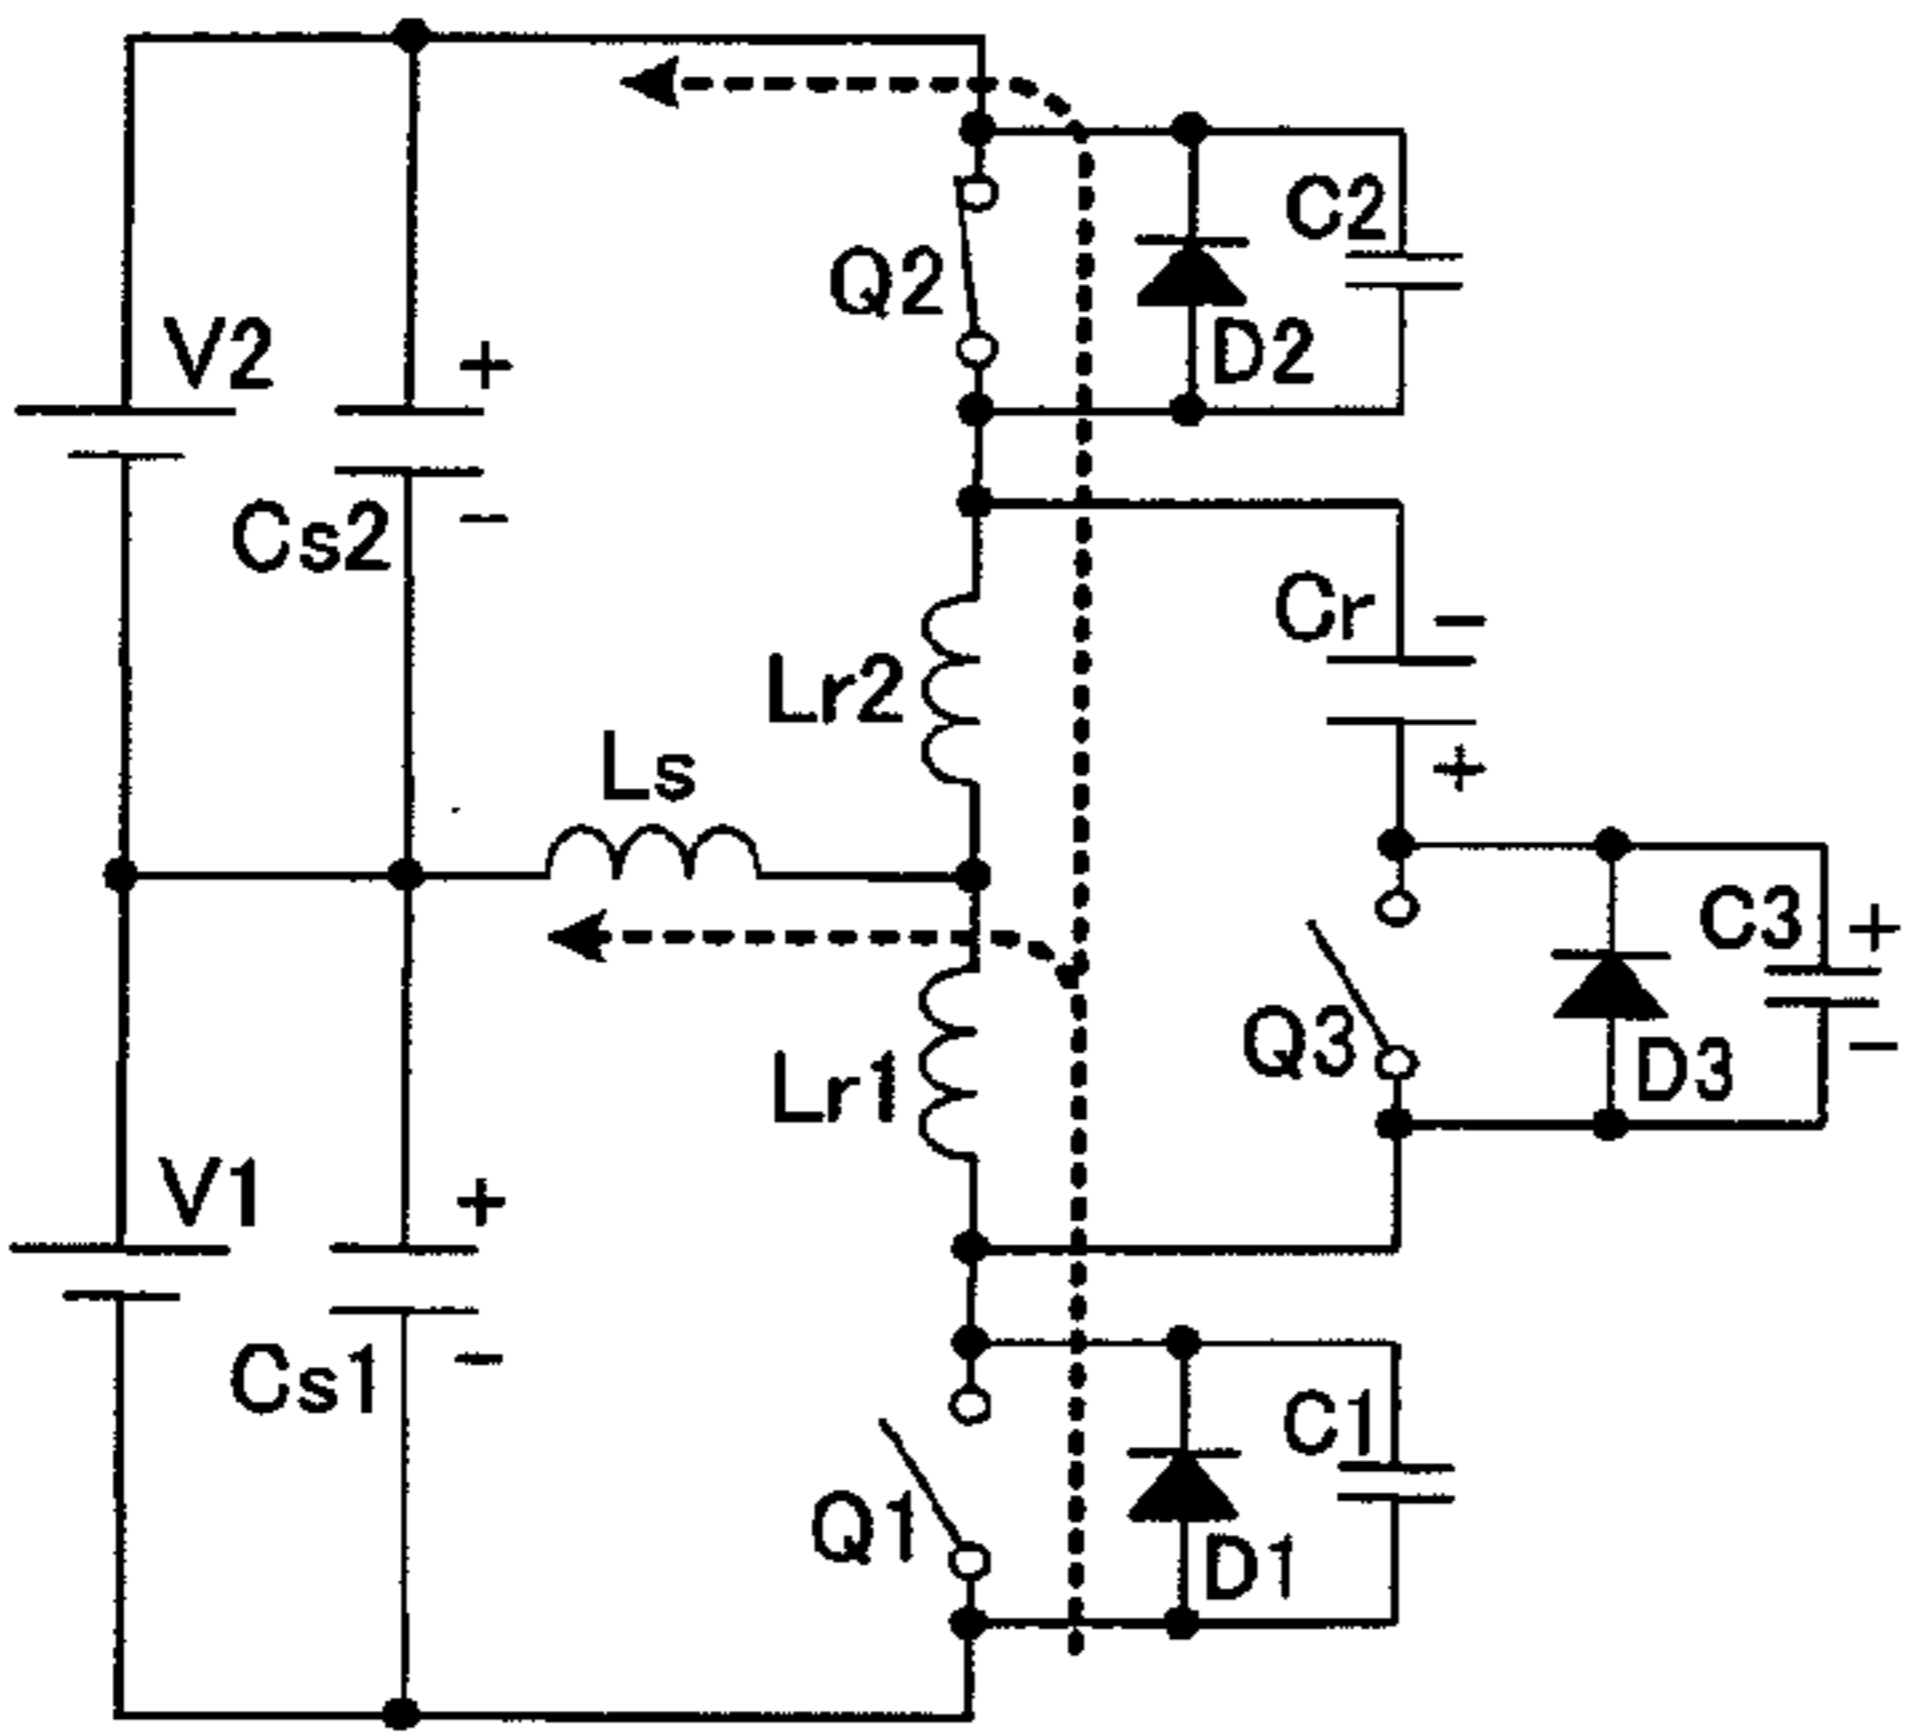 C2
Q2
V2
+
D2
Cs2
−
Cr
−
Lr2
Ls
+
C3
+
Q3
D3
−
Lr1
V1
+
Cs1
−
C1
Q1
D1